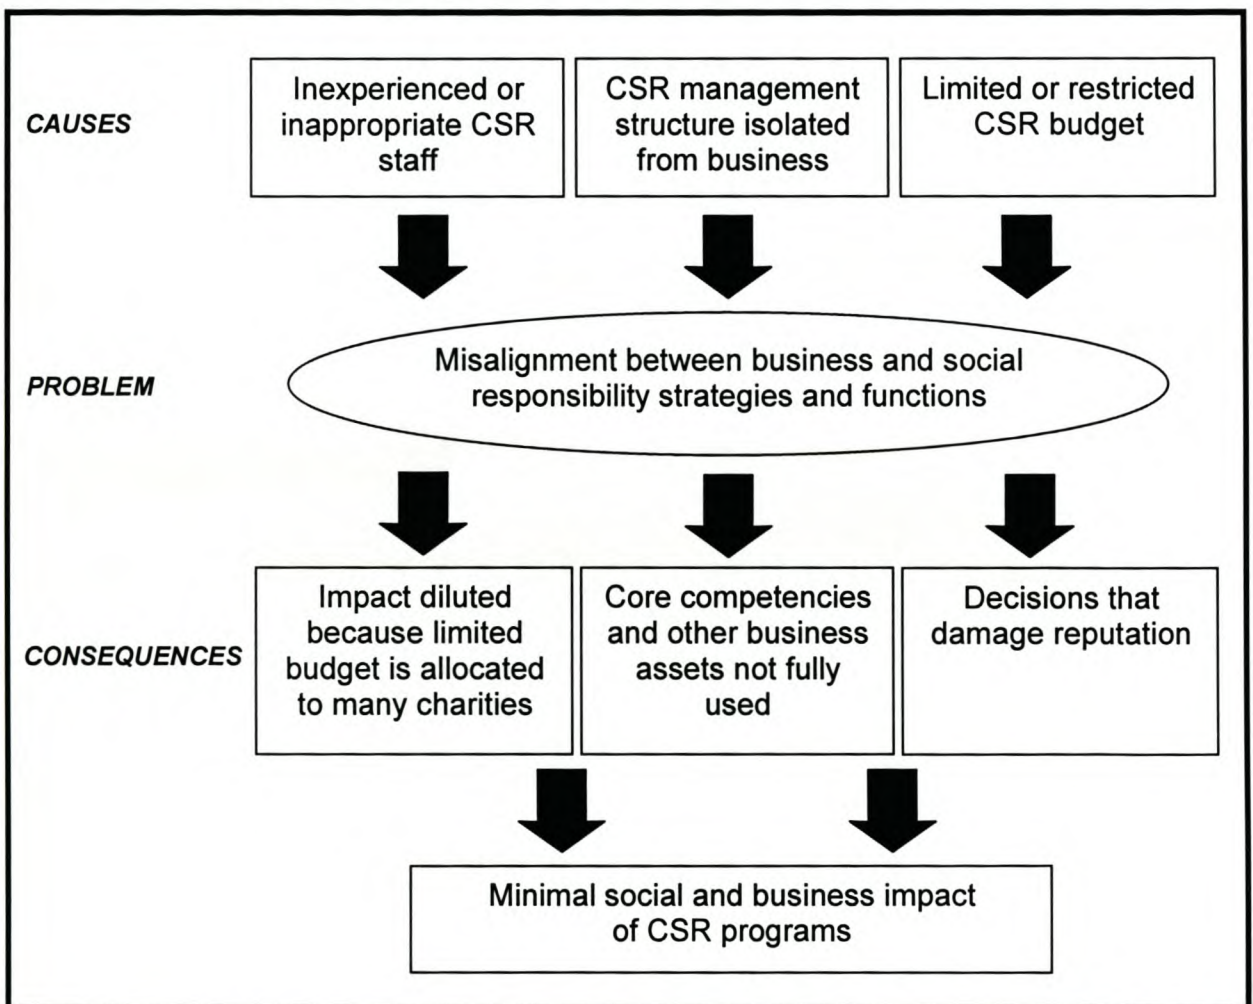 CAUSES
Inexperienced or
inappropriate CSR
staff
CSR management
structure isolated
from business
Limited or restricted
CSR budget
PROBLEM
Misalignment between business and social
responsibility strategies and functions
CONSEQUENCES
Impact diluted
because limited
budget is allocated
to many charities
Core competencies
and other business
assets not fully
used
Decisions that
damage reputation
Minimal social and business impact
of CSR programs